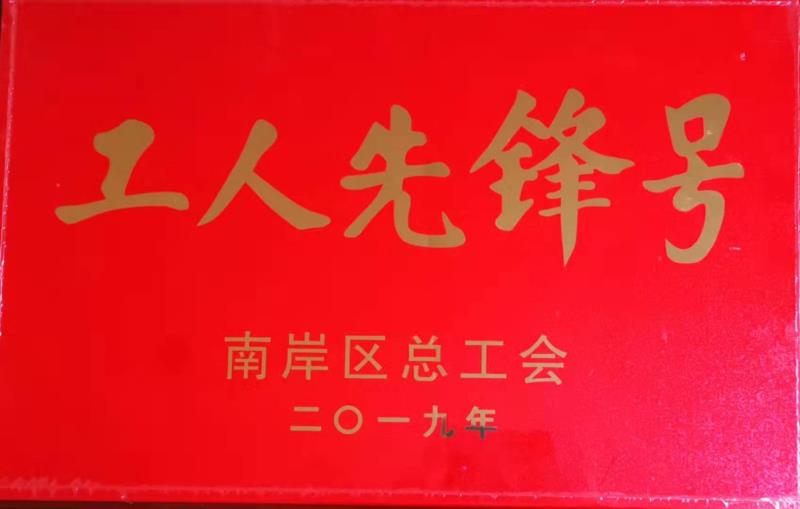 工人先锋号
南岸区总工会
二〇一九年